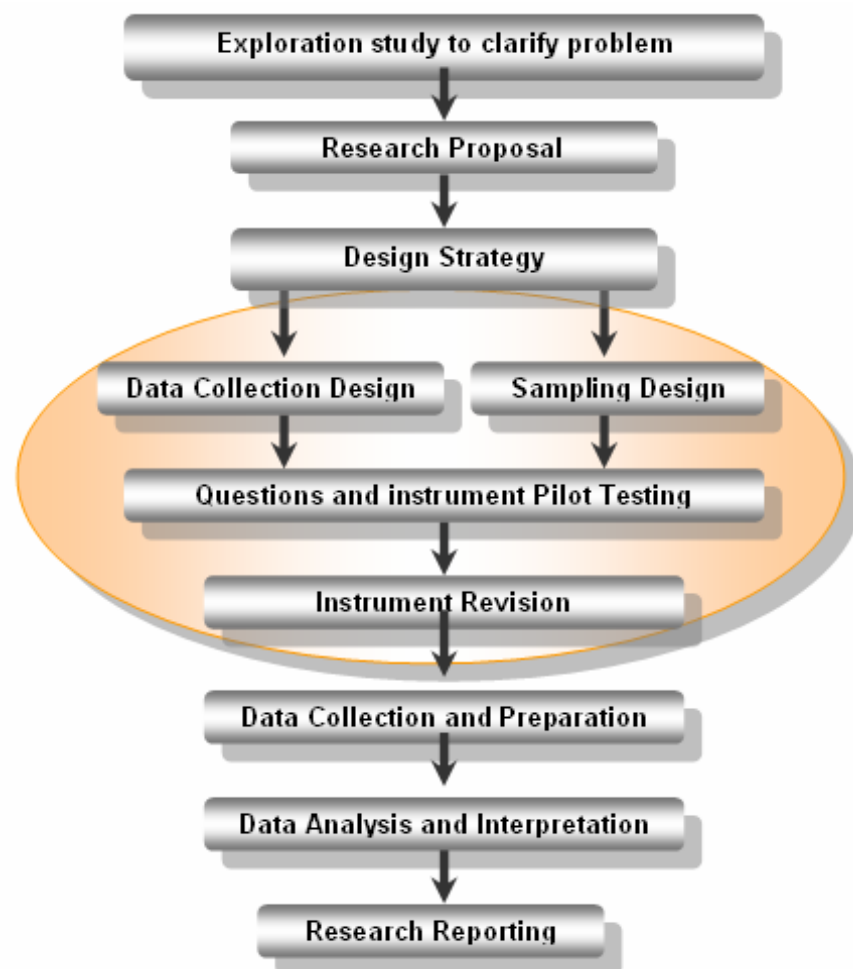 Exploration study to clarify problem
Research Proposal
Design Strategy
Data Collection Design
Sampling Design
Questions and instrument Pilot Testing
Instrument Revision
Data Collection and Preparation
Data Analysis and Interpretation
Research Reporting